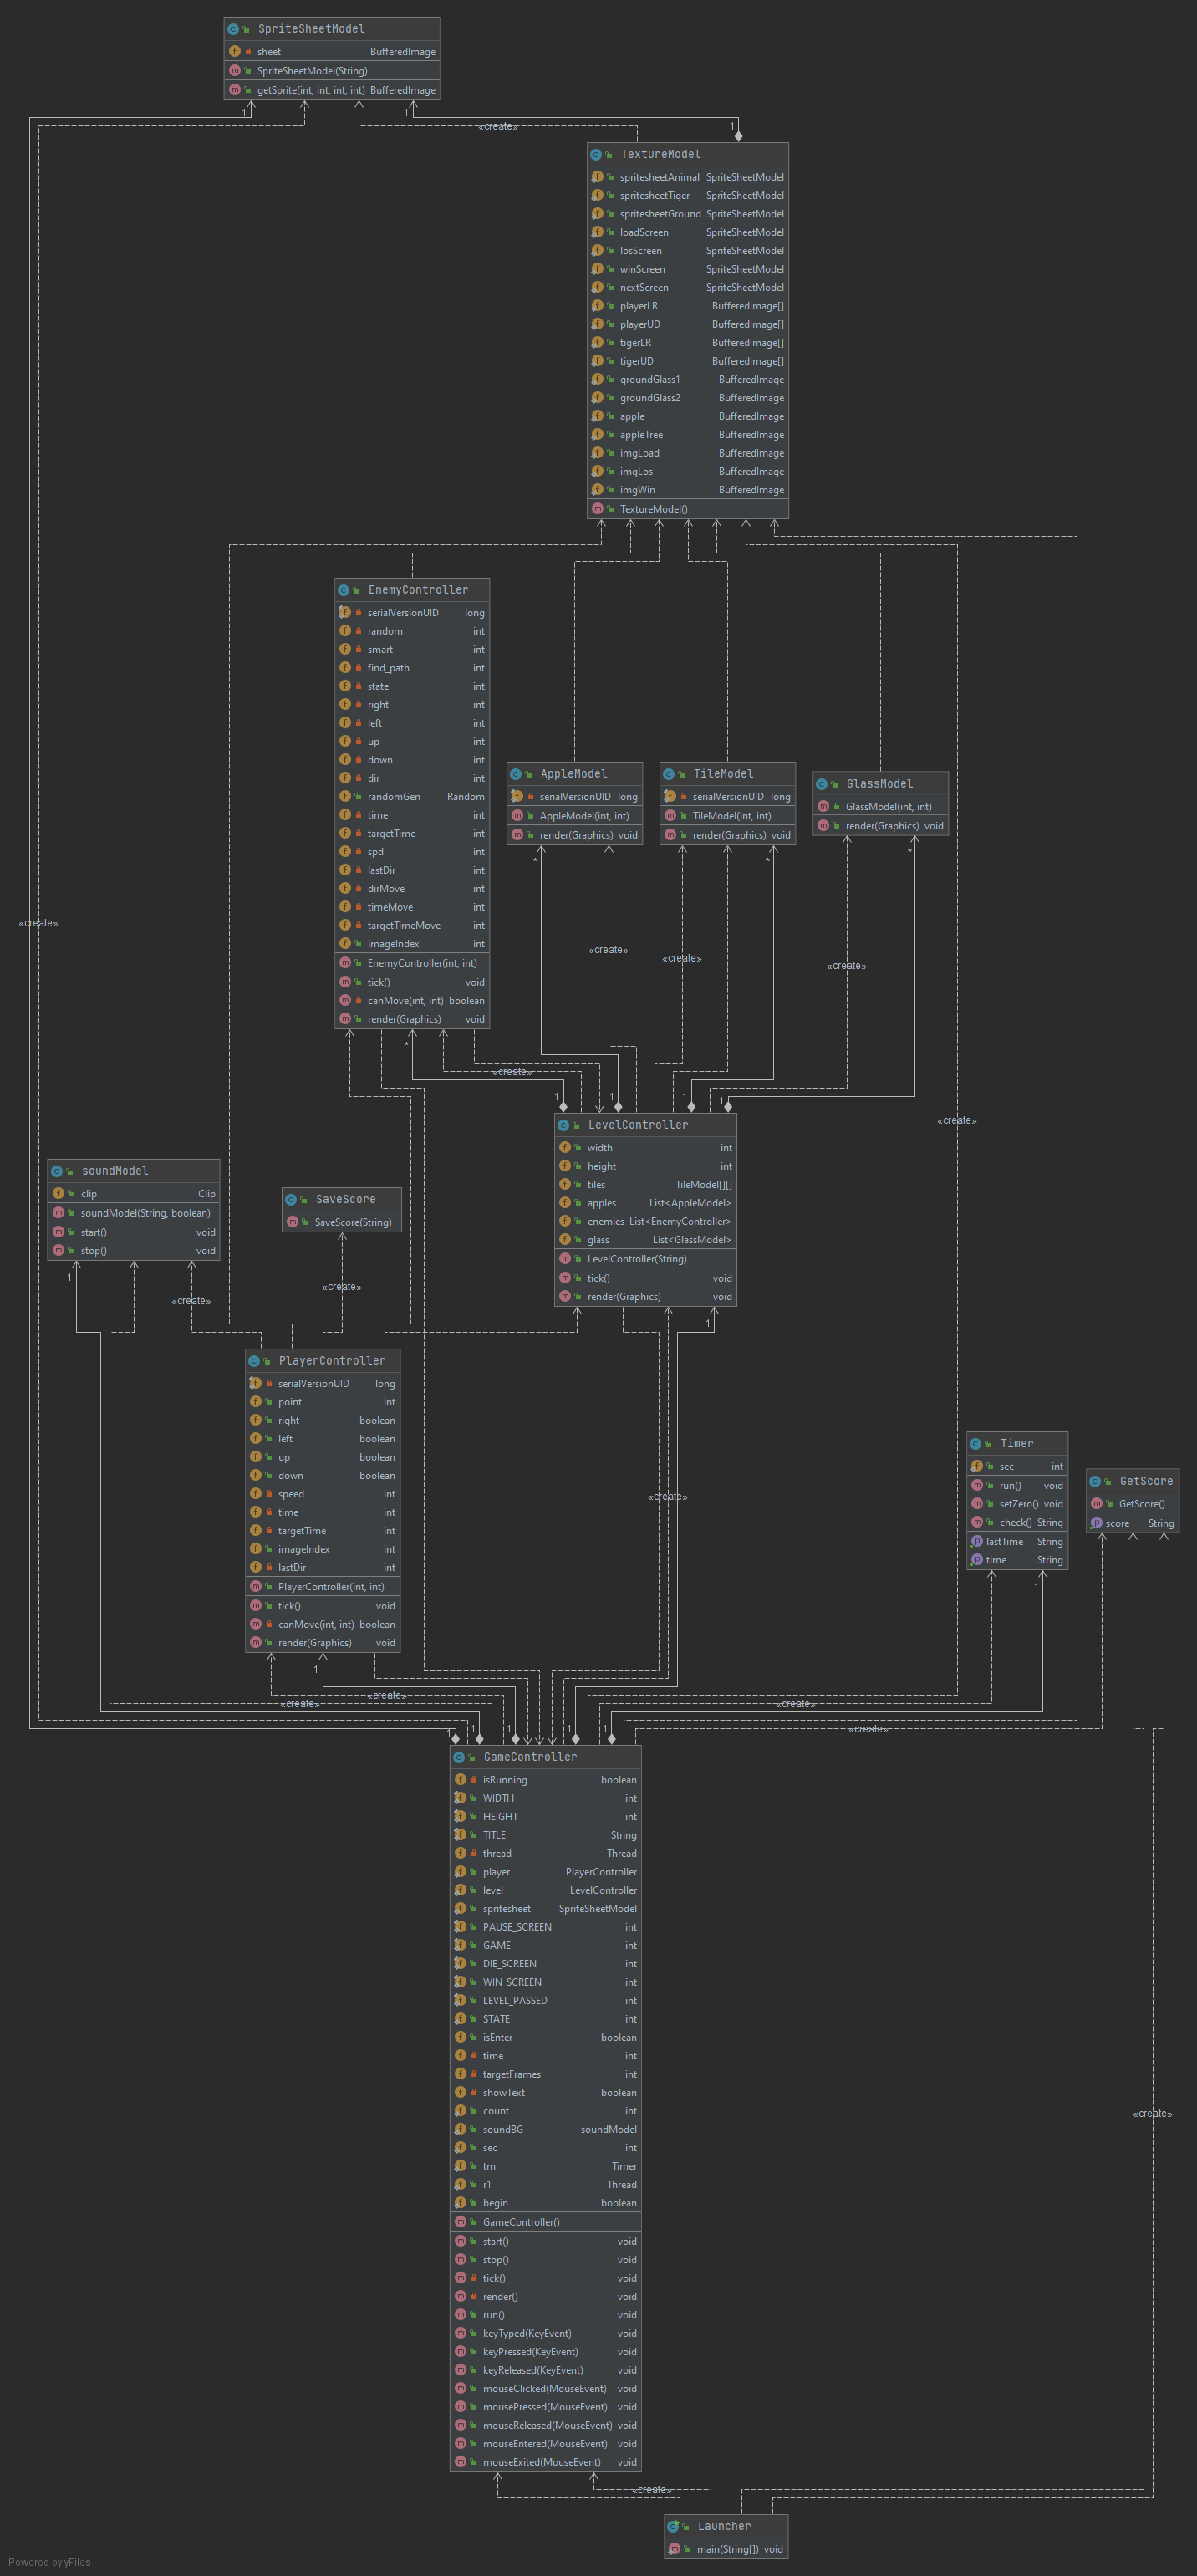 SpriteSheetModel
sheet BufferedImage
SpriteSheetModel(String)
getSprite(int, int, int, int) BufferedImage
1
1
«create»
1
TextureModel
spritesheetAnimal SpriteSheetModel
spritesheetTiger SpriteSheetModel
spritesheetGround SpriteSheetModel
loadScreen SpriteSheetModel
losScreen SpriteSheetModel
winScreen SpriteSheetModel
nextScreen SpriteSheetModel
playerLR BufferedImage[]
playerUD BufferedImage[]
tigerLR BufferedImage[]
tigerUD BufferedImage[]
groundGlass1 BufferedImage
groundGlass2 BufferedImage
apple BufferedImage
appleTree BufferedImage
imgLoad BufferedImage
imgLos BufferedImage
imgWin BufferedImage
TextureModel()
EnemyController
serialVersionUID long
random int
smart int
find_path int
state int
right int
left int
up int
down int
dir int
randomGen Random
time int
targetTime int
spd int
lastDir int
dirMove int
timeMove int
targetTimeMove int
imageIndex int
EnemyController(int, int)
tick() void
canMove(int, int) boolean
render(Graphics) void
AppleModel
serialVersionUID long
AppleModel(int, int)
render(Graphics) void
TileModel
serialVersionUID long
TileModel(int, int)
render(Graphics) void
GlassModel
GlassModel(int, int)
render(Graphics) void
*
*
*
«create»
«create»
«create»
«create»
*
«create»
«create»
1
1
1
1
LevelController
width int
height int
tiles TileModel[][]
apples List<AppleModel>
enemies List<EnemyController>
glass List<GlassModel>
LevelController(String)
tick() void
render(Graphics) void
soundModel
clip Clip
soundModel(String, boolean)
start() void
stop() void
SaveScore
SaveScore(String)
1
«create»
«create»
1
PlayerController
serialVersionUID long
point int
right boolean
left boolean
up boolean
down boolean
speed int
time int
targetTime int
imageIndex int
lastDir int
PlayerController(int, int)
tick() void
canMove(int, int) boolean
render(Graphics) void
«create»
Timer
sec int
run() void
setZero() void
check() String
lastTime String
time String
GetScore
GetScore()
score String
1
1
«create»
«create»
«create»
«create»
1
1
1
1
1
GameController
isRunning boolean
WIDTH int
HEIGHT int
TITLE String
thread Thread
player PlayerController
level LevelController
spritesheet SpriteSheetModel
PAUSE_SCREEN int
GAME int
DIE_SCREEN int
WIN_SCREEN int
LEVEL_PASSED int
STATE int
isEnter boolean
time int
targetFrames int
showText boolean
count int
soundBG soundModel
sec int
tm Timer
r1 Thread
begin boolean
GameController()
start() void
stop() void
tick() void
render() void
run() void
keyTyped(KeyEvent) void
keyPressed(KeyEvent) void
keyReleased(KeyEvent) void
mouseClicked(MouseEvent) void
mousePressed(MouseEvent) void
mouseReleased(MouseEvent) void
mouseEntered(MouseEvent) void
mouseExited(MouseEvent) void
«create»
«create»
Launcher
main(String[]) void
Powered by yFiles